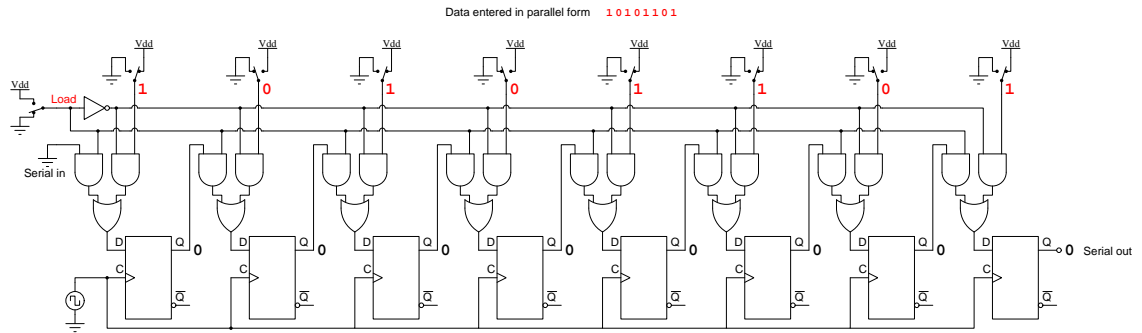 Data entered in parallel form 1 0 1 0 1 1 0 1
Vdd Vdd Vdd Vdd Vdd Vdd Vdd Vdd
Vdd
Load 1 0 1 0 1 1 0 1
Serial in
D Q D Q D Q D Q D Q D Q D Q D Q
0 0 0 0 0 0 0 0 Serial out
C C C C C C C C
Q Q Q Q Q Q Q Q